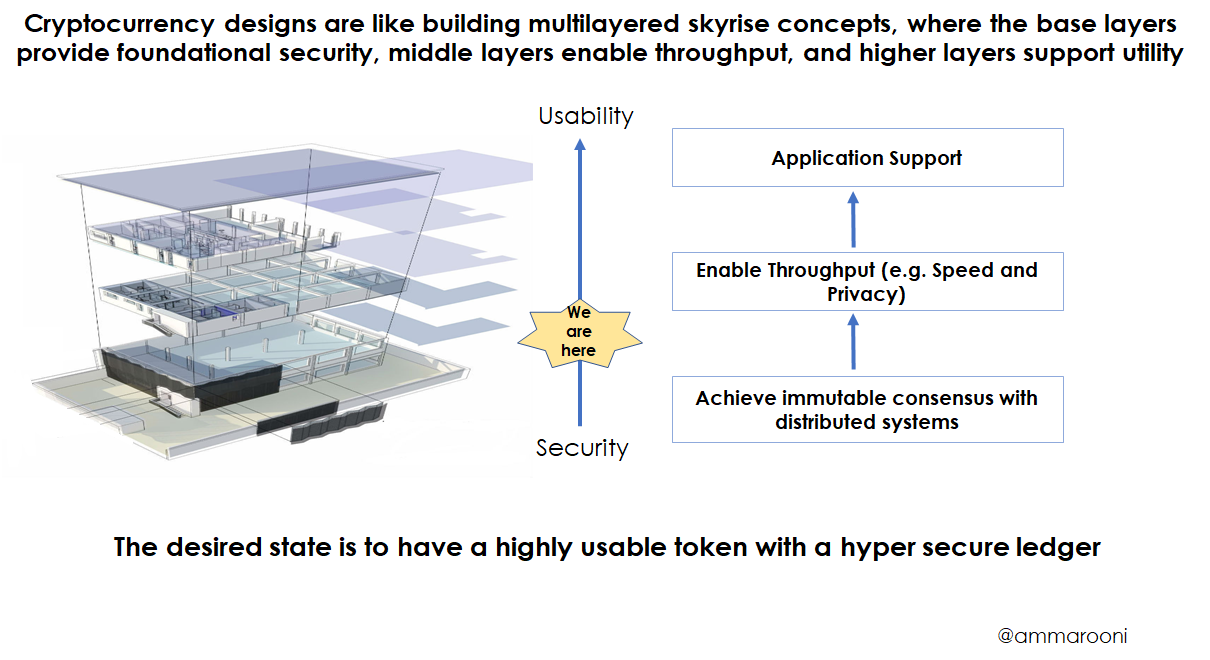 Cryptocurrency designs are like building multilayered skyrise concepts, where the base layers
provide foundational security, middle layers enable throughput, and higher layers support utility
Usability
Application Support
Enable Throughput (e.g. Speed and
Privacy)
We
are
here
Achieve immutable consensus with
distributed systems
Security
The desired state is to have a highly usable token with a hyper secure ledger
@ammarooni